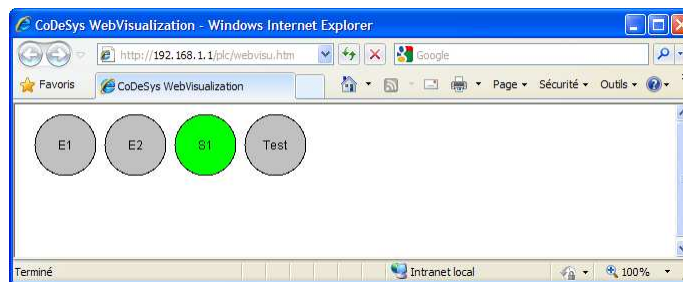 CoDeSys WebVisualization - Windows Internet Explorer
http://192.168.1.1/plc/webvisu.htm Google
Favoris CoDeSys WebVisualization Page Sécurité Outils
E1 E2 S1 Test
Terminé Intranet local 100%